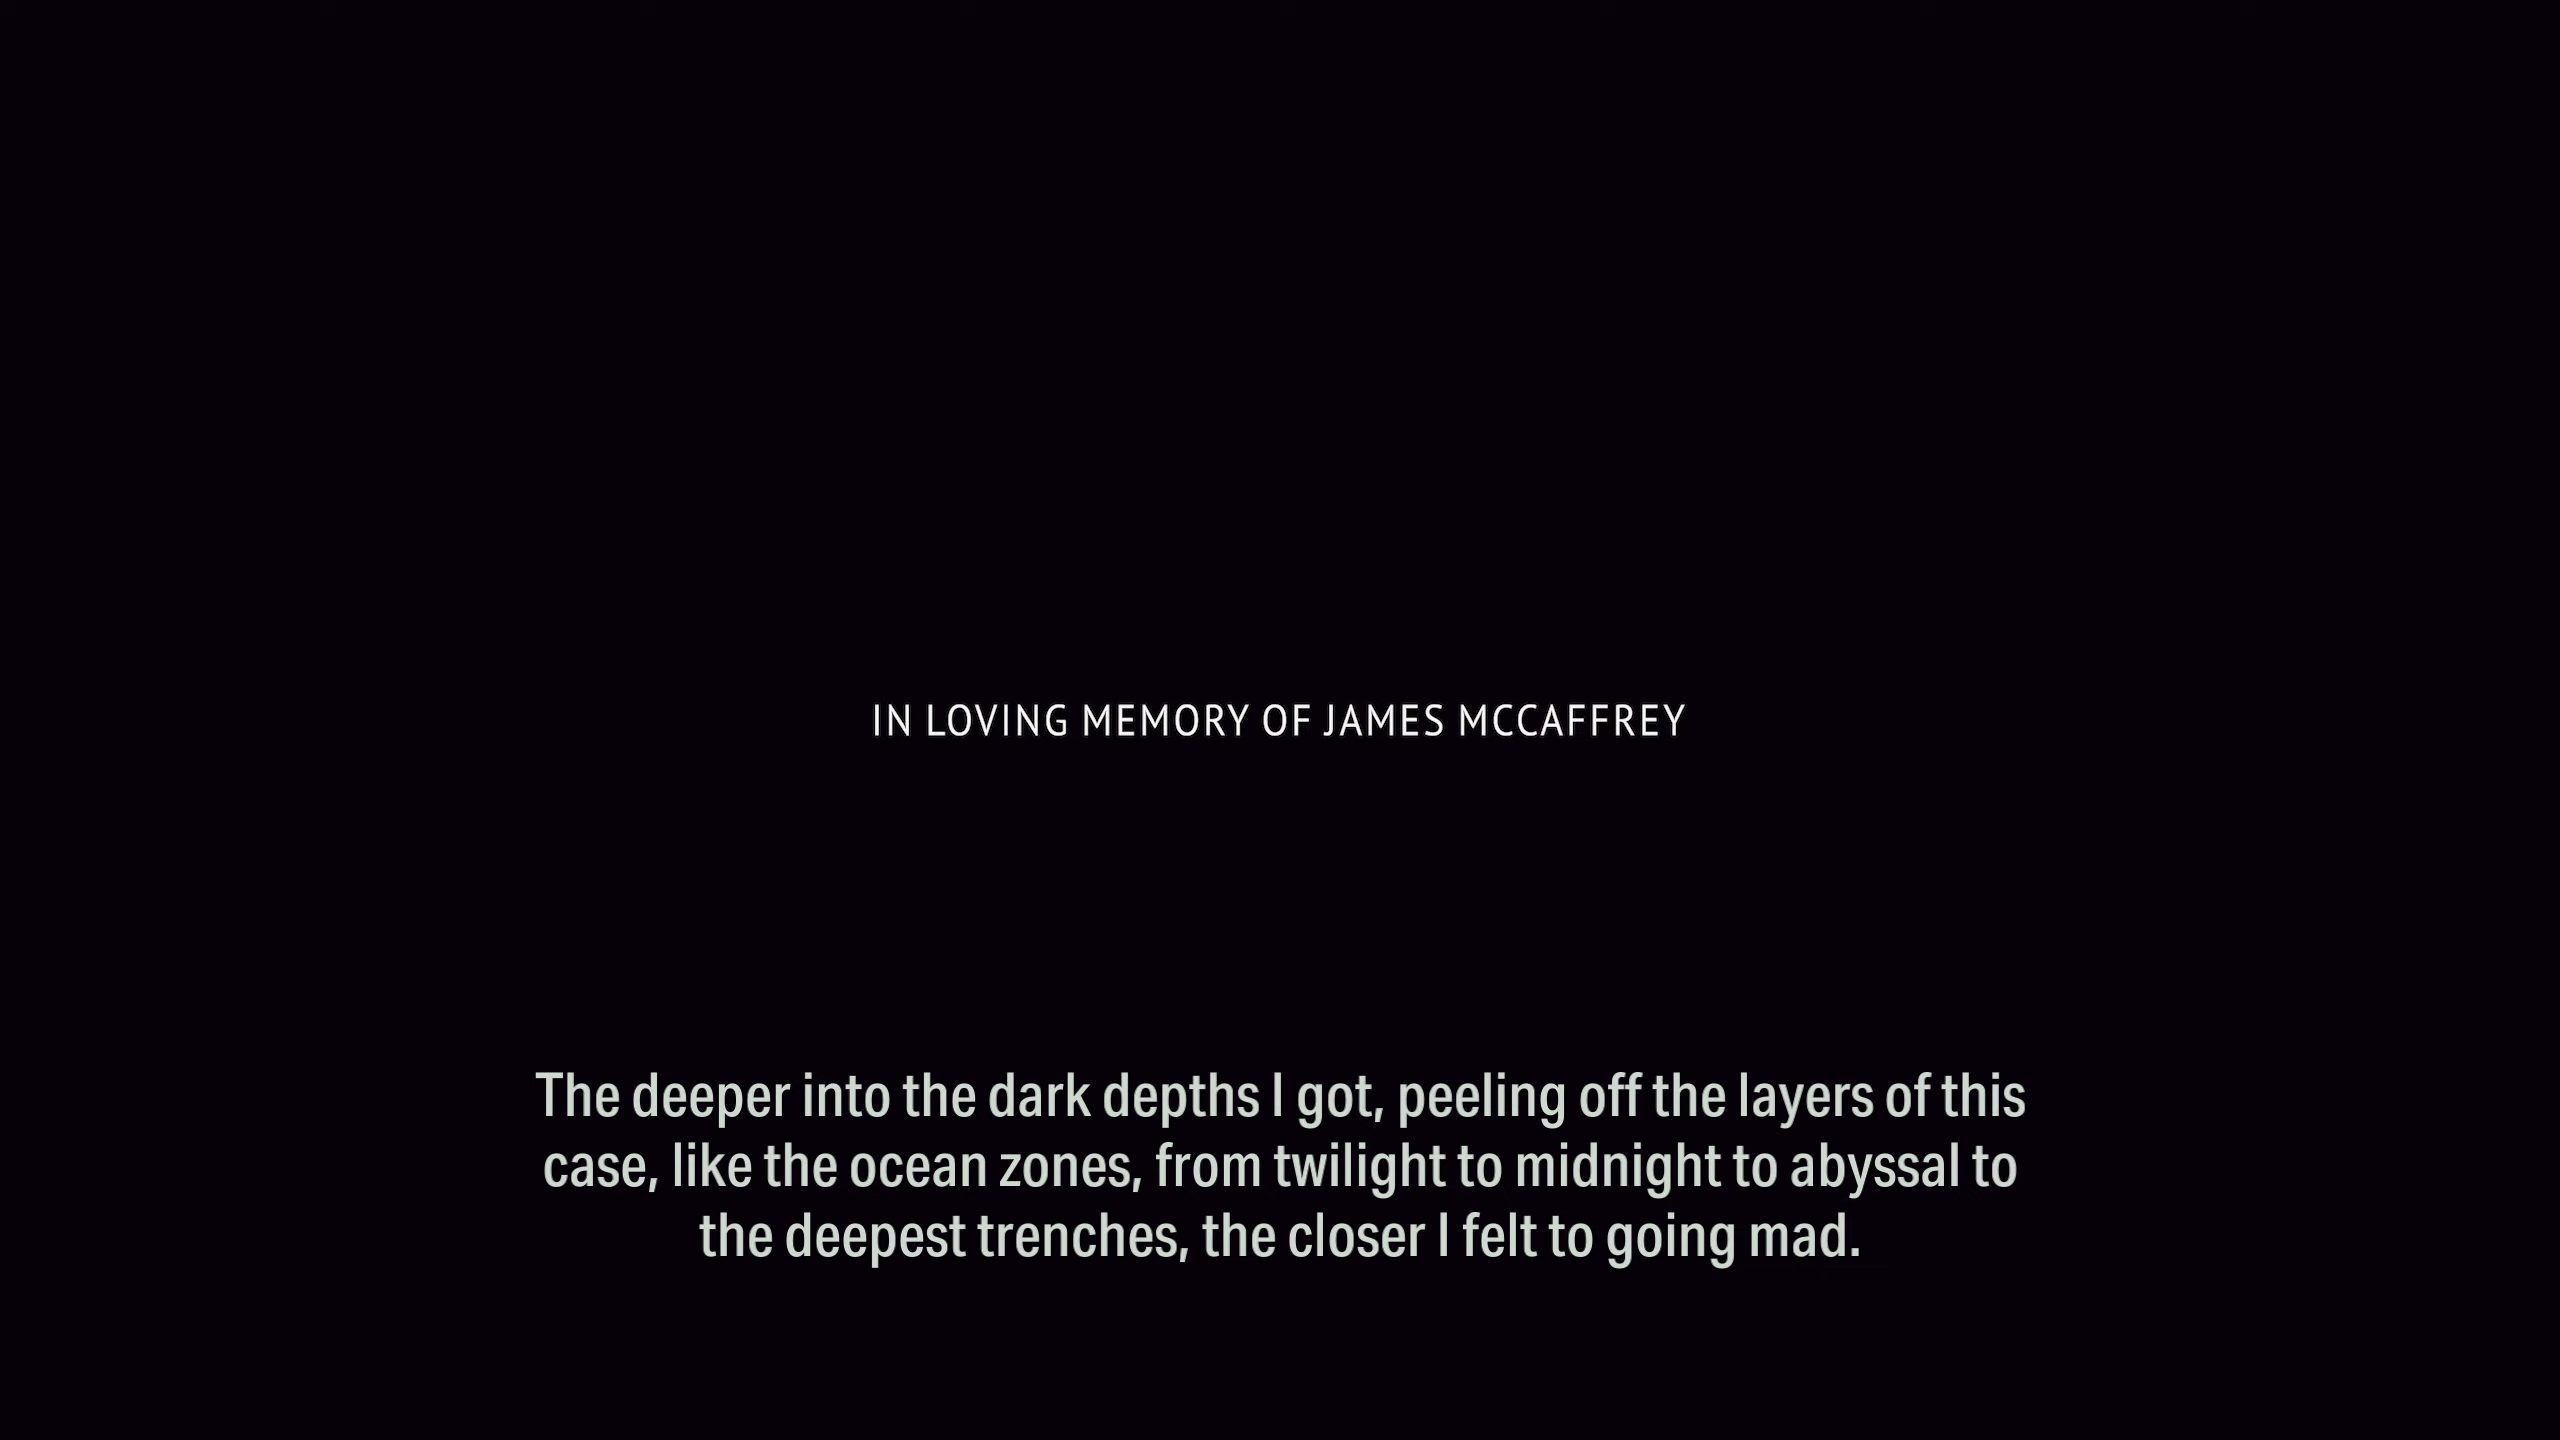 IN LOVING MEMORY OF JAMES MCCAFFREY
The deeper into the dark depths I got, peeling off the layers of this
case, like the ocean zones, from twilight to midnight to abyssal to
the deepest trenches, the closer I felt to going mad.